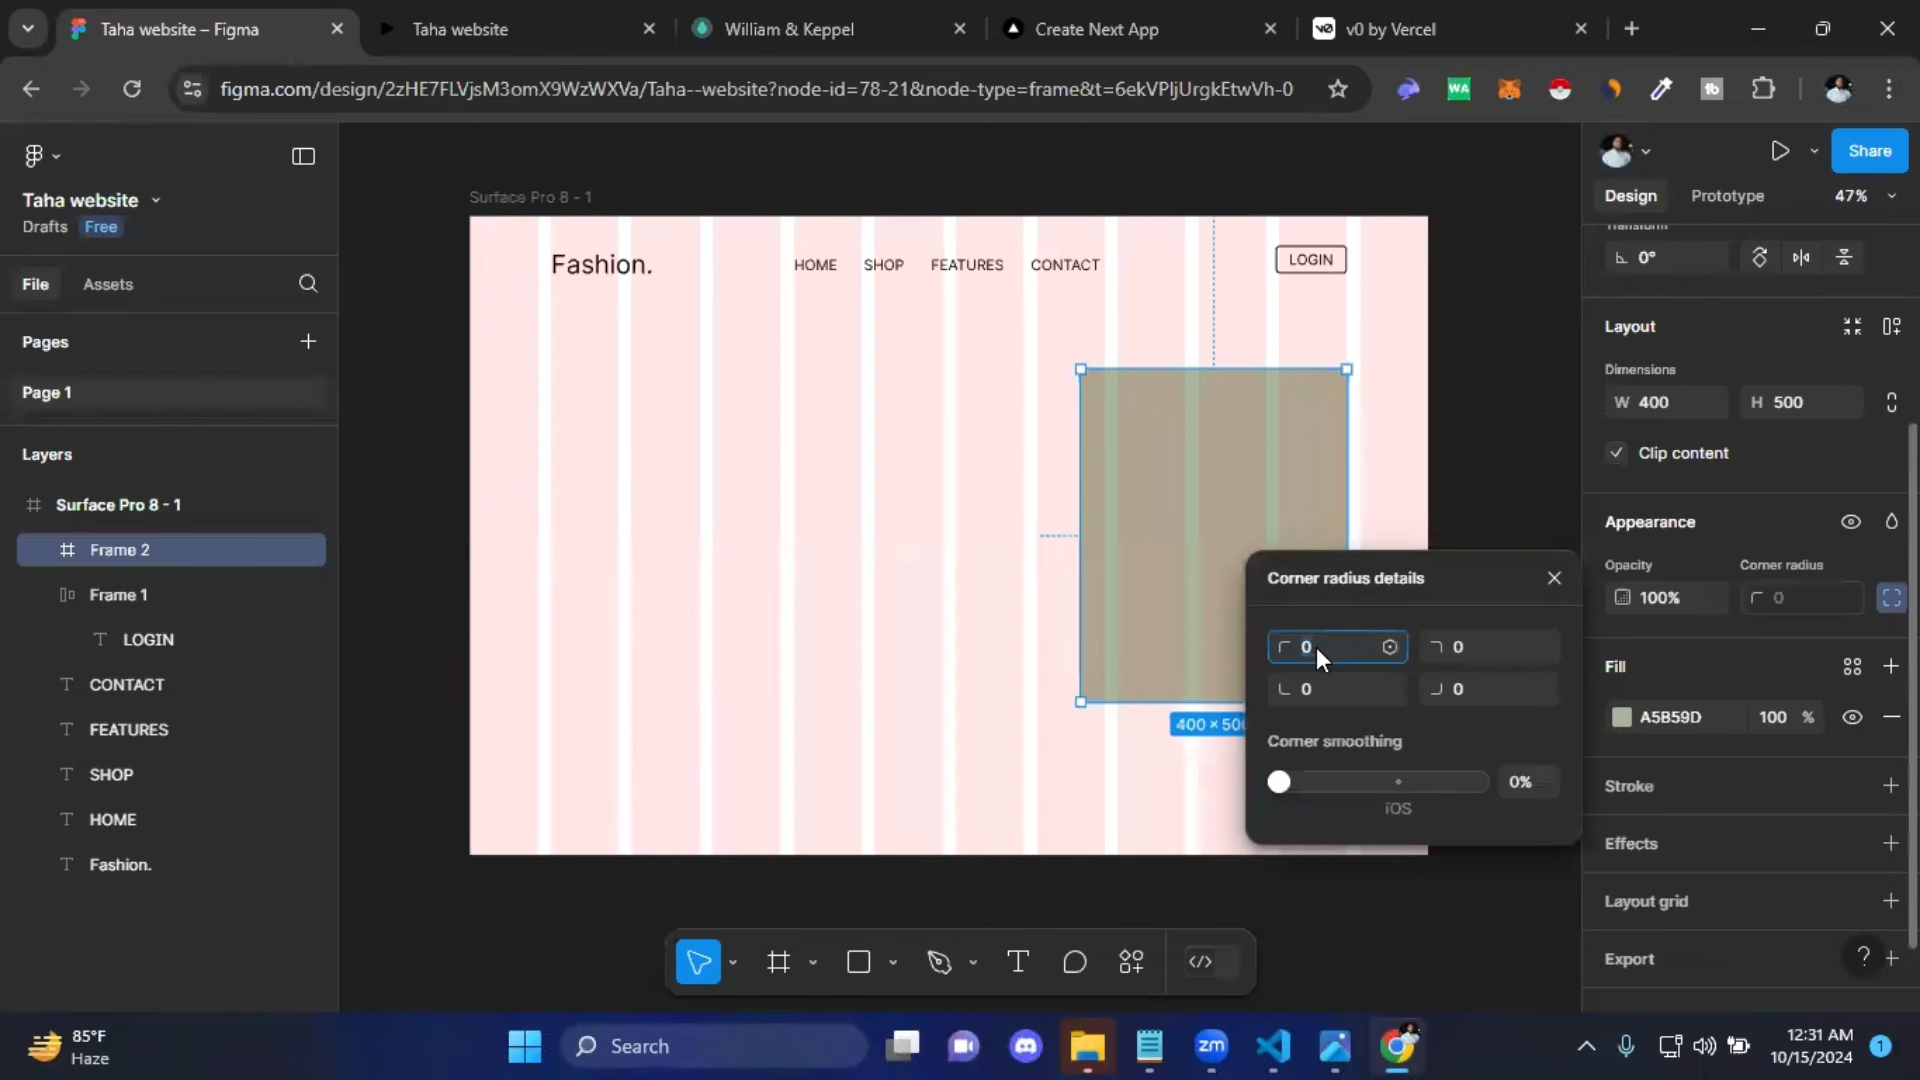 Taha website – Figma
Taha website
William & Keppel
Create Next App
v0 by Vercel
figma.com/design/2zHE7FLVjsM3omX9WzWXVa/Taha--website?node-id=78-21&node-type=frame&t=6ekVPljUrgkEtwVh-0
WA
Taha website
Drafts Free
File Assets
Pages
Page 1
Layers
Surface Pro 8 - 1
Frame 2
Frame 1
LOGIN
CONTACT
FEATURES
SHOP
HOME
Fashion.
Surface Pro 8 - 1
Fashion.
HOME SHOP FEATURES CONTACT
LOGIN
400 × 500
Corner radius details
0 0
0 0
Corner smoothing
0%
iOS
Share
Design Prototype 47%
Transform
0°
Layout
Dimensions
W 400 H 500
Clip content
Appearance
Opacity Corner radius
100% 0
Fill
A5B59D 100 %
Stroke
Effects
Layout grid
Export
?
85°F
Haze
Search
zm
12:31 AM
10/15/2024
1